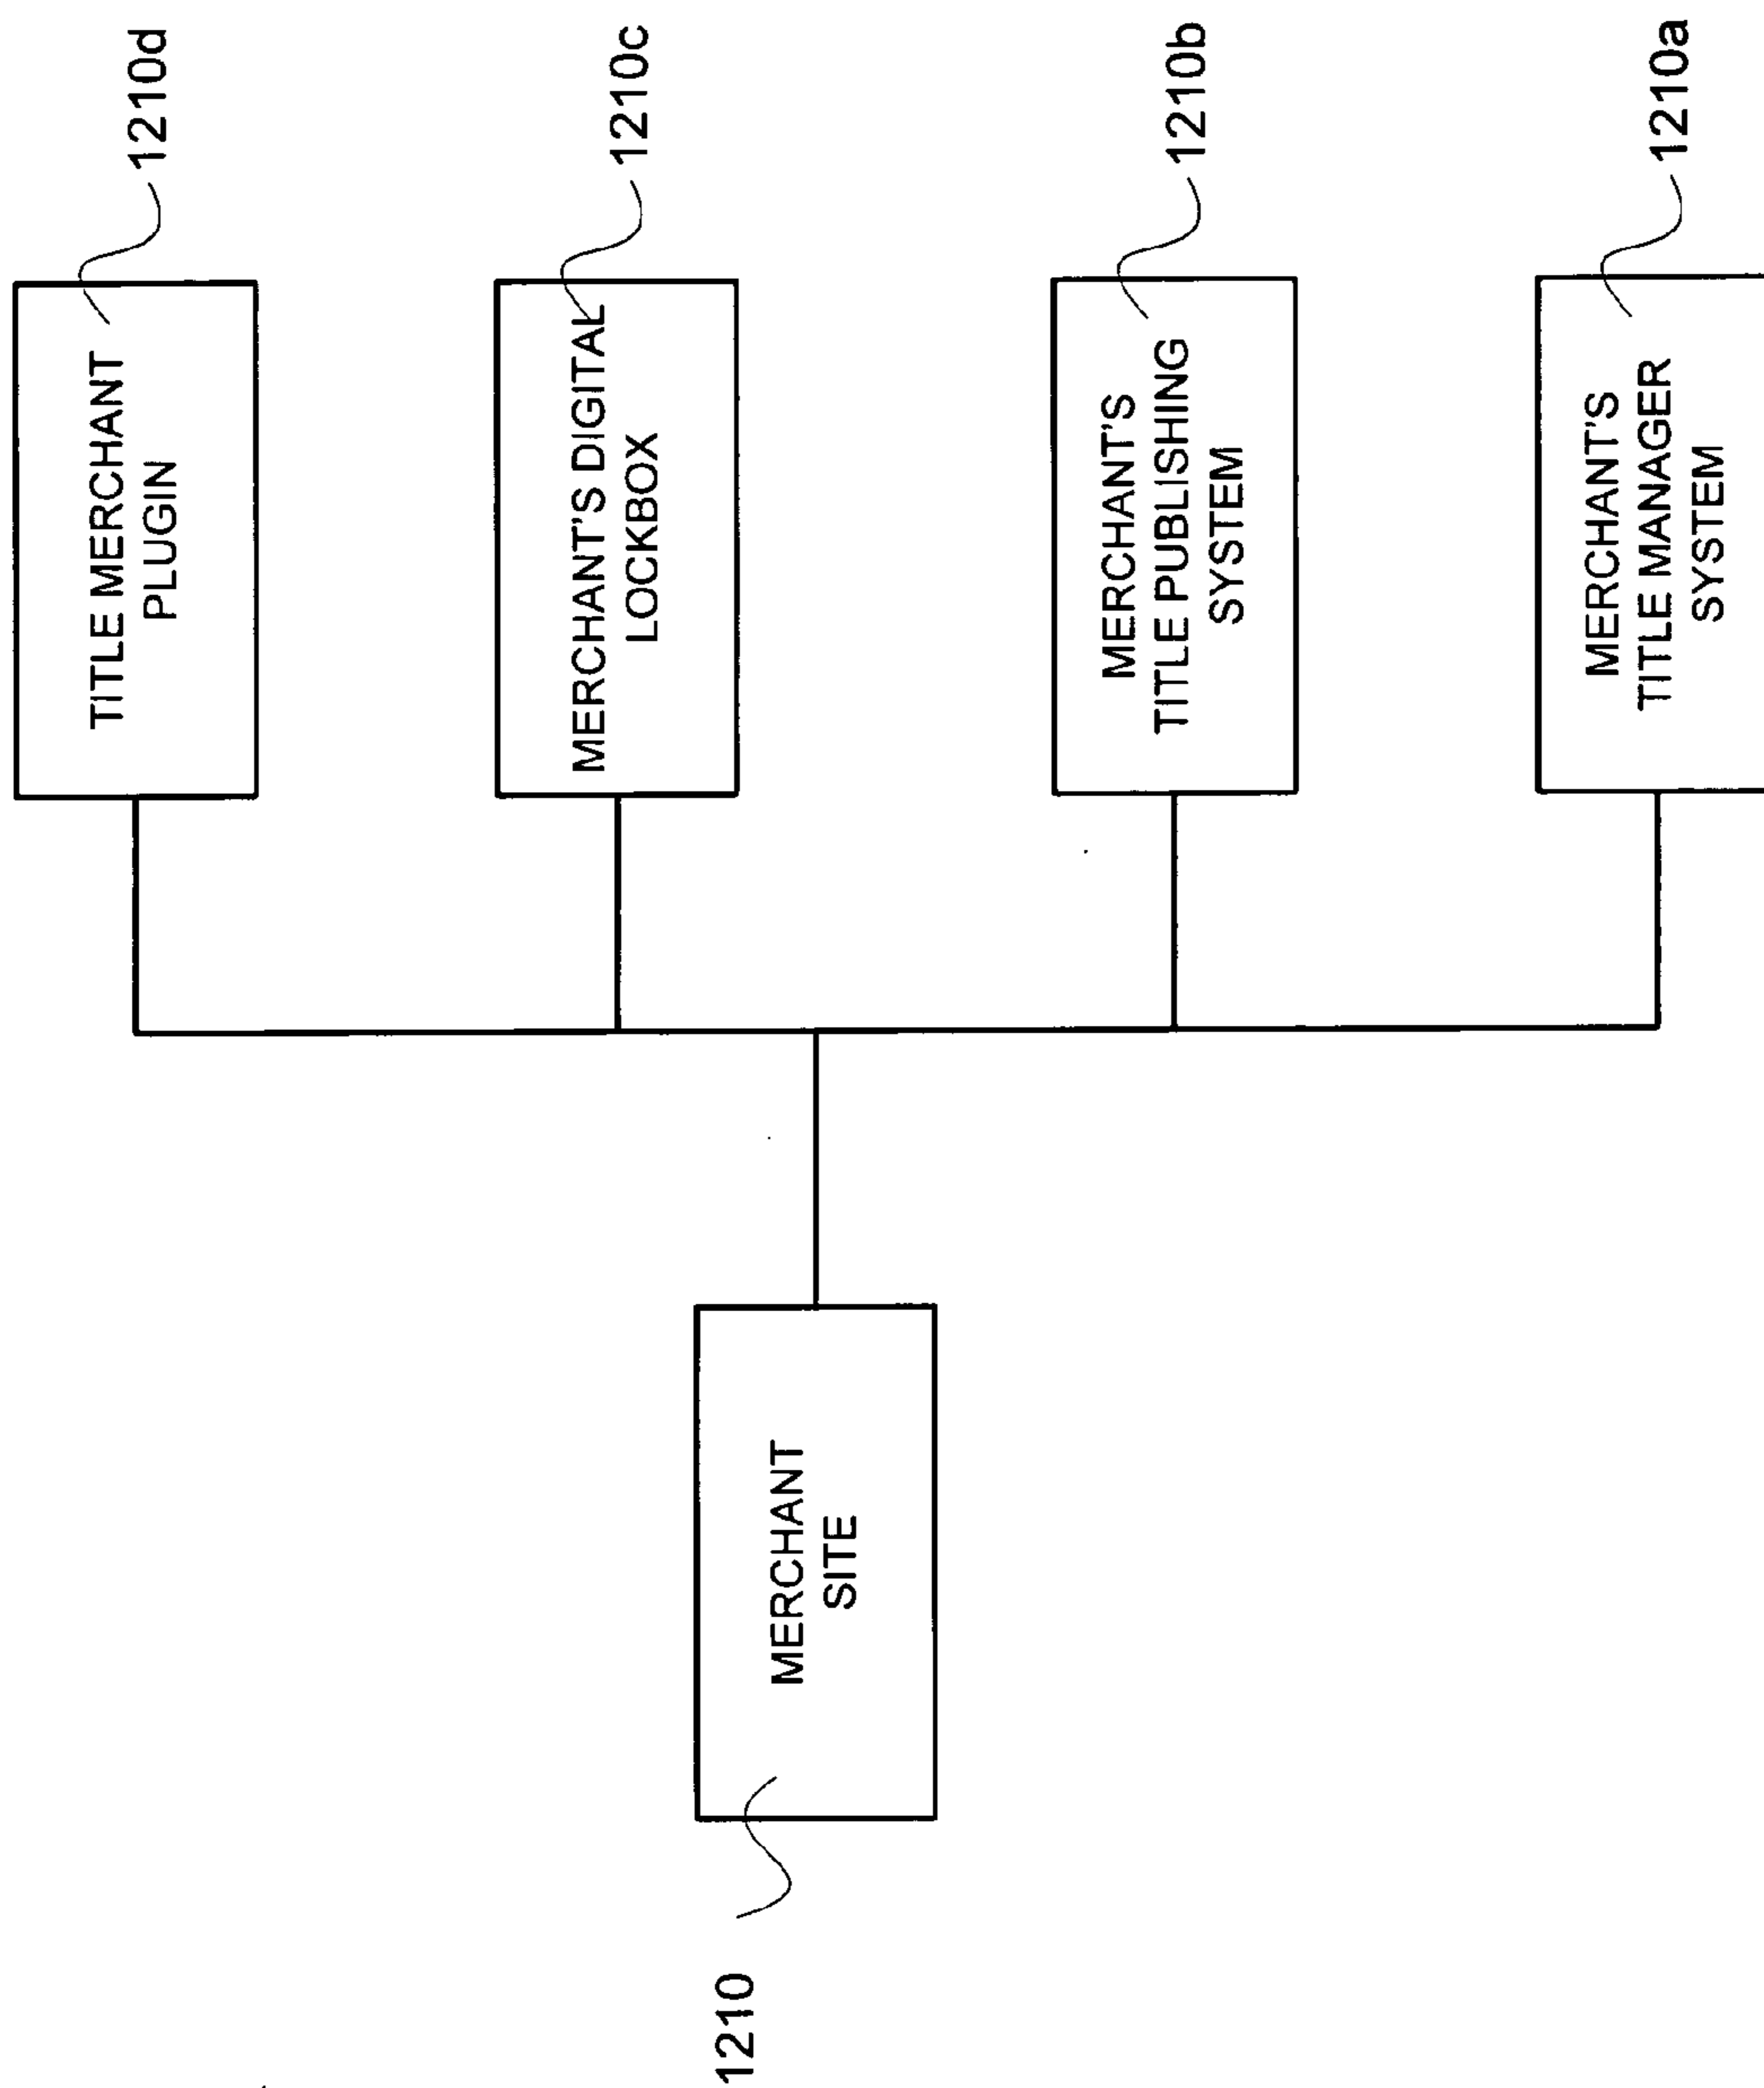 1210d
TITLE MERCHANT
PLUGIN
1210c
MERCHANT'S DIGITAL
LOCKBOX
1210b
MERCHANT'S
TITLE PUBLISHING
SYSTEM
1210a
MERCHANT'S
TITLE MANAGER
SYSTEM
MERCHANT
SITE
1210